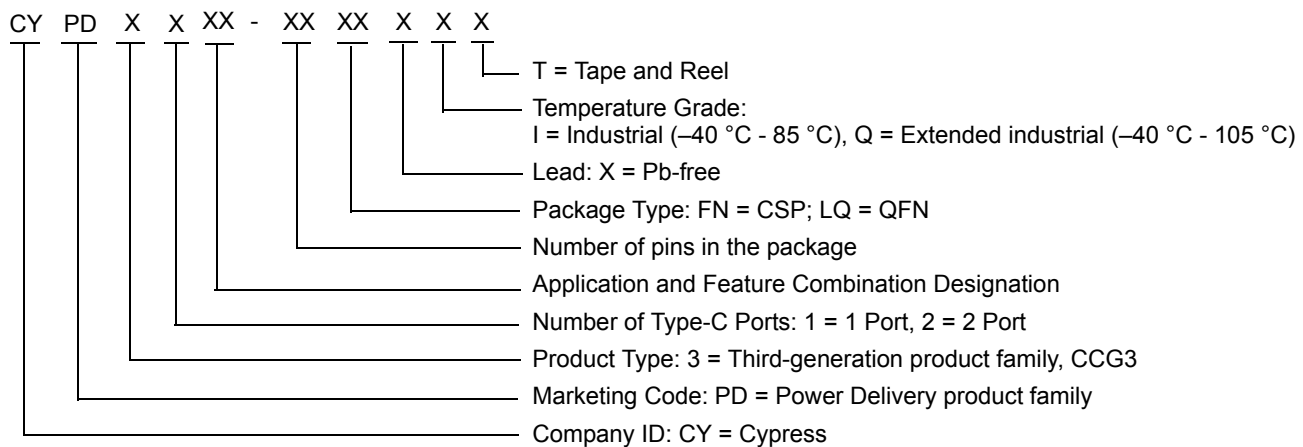 CY PD X X XX - XX XX X X X
T = Tape and Reel
Temperature Grade:
I = Industrial (–40 °C - 85 °C), Q = Extended industrial (–40 °C - 105 °C)
Lead: X = Pb-free
Package Type: FN = CSP; LQ = QFN
Number of pins in the package
Application and Feature Combination Designation
Number of Type-C Ports: 1 = 1 Port, 2 = 2 Port
Product Type: 3 = Third-generation product family, CCG3
Marketing Code: PD = Power Delivery product family
Company ID: CY = Cypress